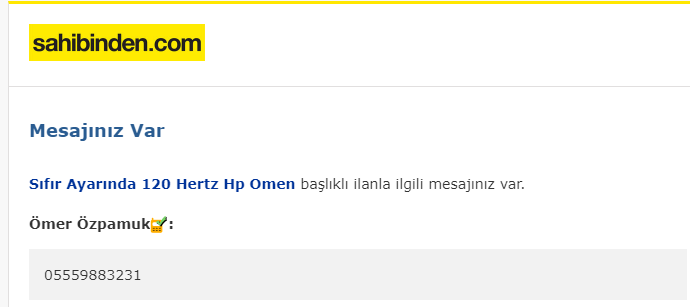 sahibinden.com
Mesajınız Var
Sıfır Ayarında 120 Hertz Hp Omen başlıklı ilanla ilgili mesajınız var.
Ömer Özpamuk:
05559883231